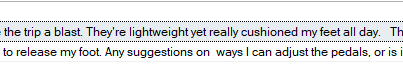 the trip a blast. They're lightweight yet really cushioned my feet all day. Th
to release my foot. Any suggestions on ways I can adjust the pedals, or is i